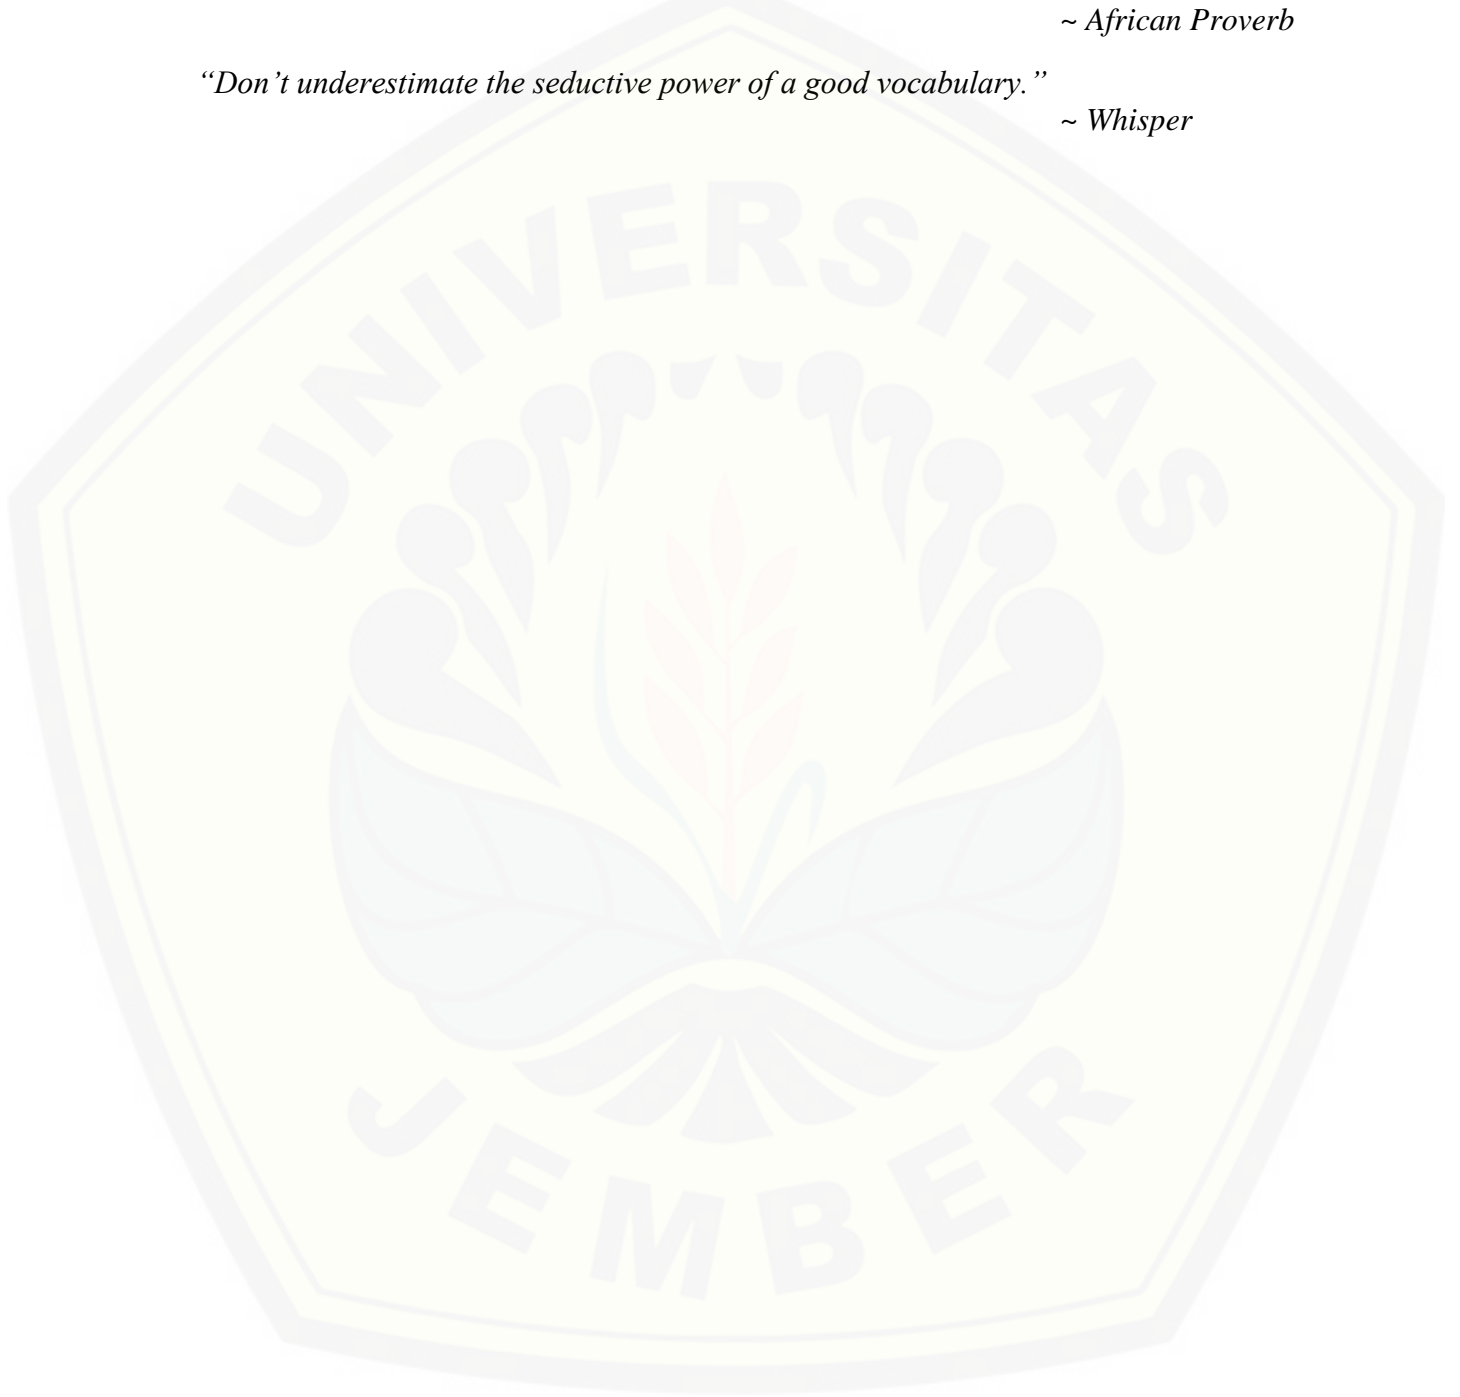 ~ African Proverb
“Don’t underestimate the seductive power of a good vocabulary.”
~ Whisper
UNIVERSITAS
JEMBER